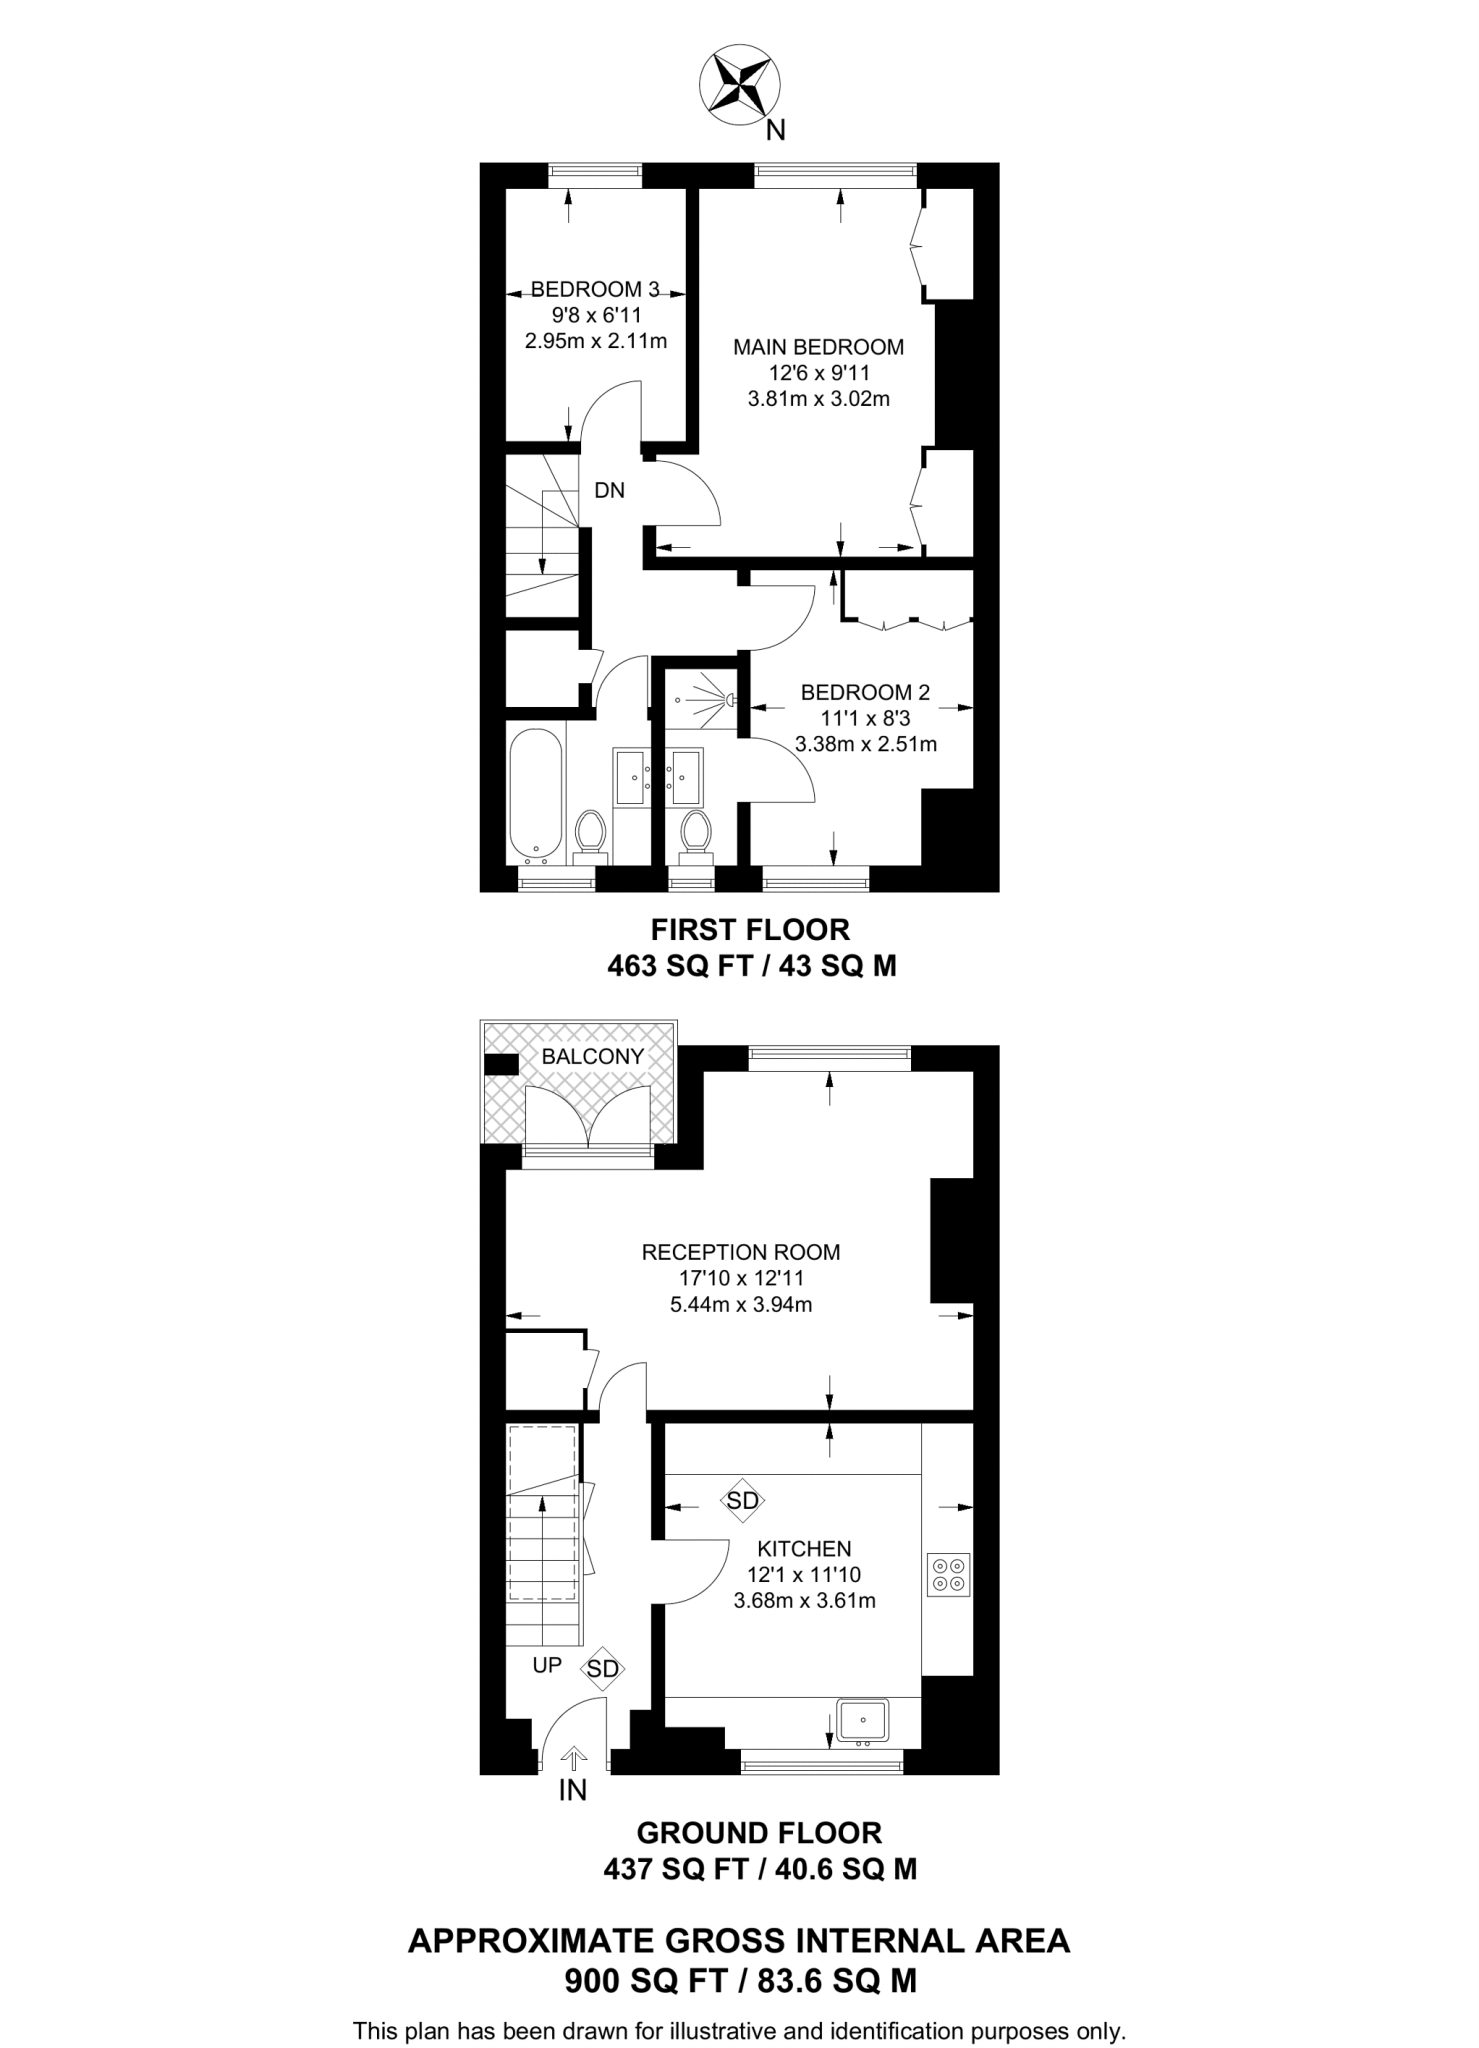 N
BEDROOM 3
9'8 x 6'11
2.95m x 2.11m
MAIN BEDROOM
12'6 x 9'11
3.81m x 3.02m
DN
BEDROOM 2
11'1 x 8'3
3.38m x 2.51m
FIRST FLOOR
463 SQ FT / 43 SQ M
BALCONY
RECEPTION ROOM
17'10 x 12'11
5.44m x 3.94m
SD
KITCHEN
12'1 x 11'10
3.68m x 3.61m
UP
SD
IN
GROUND FLOOR
437 SQ FT / 40.6 SQ M
APPROXIMATE GROSS INTERNAL AREA
900 SQ FT / 83.6 SQ M
This plan has been drawn for illustrative and identification purposes only.